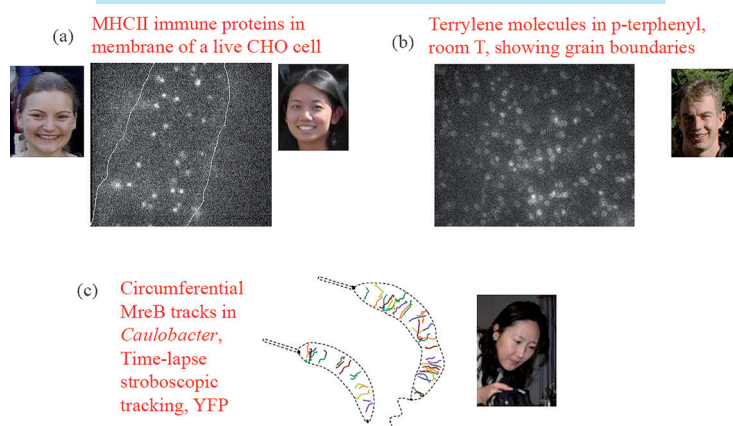 (a)
MHCII immune proteins in
membrane of a live CHO cell
(b)
Terrylene molecules in p-terphenyl,
room T, showing grain boundaries
(c)
Circumferential
MreB tracks in
Caulobacter,
Time-lapse
stroboscopic
tracking, YFP